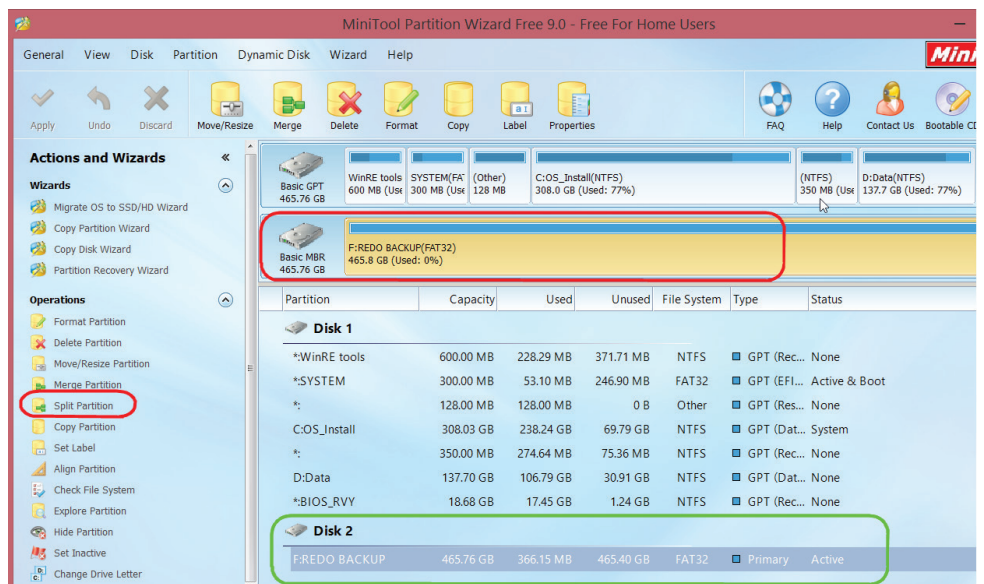 MiniTool Partition Wizard Free 9.0 - Free For Home Users
General View Disk Partition Dynamic Disk Wizard Help
Mini
Apply Undo Discard Move/Resize Merge Delete Format Copy Label Properties FAQ Help Contact Us Bootable CD
Actions and Wizards
Wizards
Migrate OS to SSD/HD Wizard
Copy Partition Wizard
Copy Disk Wizard
Partition Recovery Wizard
Operations
Format Partition
Delete Partition
Move/Resize Partition
Merge Partition
Split Partition
Copy Partition
Set Label
Align Partition
Check File System
Explore Partition
Hide Partition
Set Inactive
Change Drive Letter
Basic GPT
465.76 GB
WinRE tools
600 MB (Use
SYSTEM(FAT
300 MB (Use
(Other)
128 MB
C:OS_Install(NTFS)
308.0 GB (Used: 77%)
(NTFS)
350 MB (Use
D:Data(NTFS)
137.7 GB (Used: 77%)
Basic MBR
465.76 GB
F:REDO BACKUP(FAT32)
465.8 GB (Used: 0%)
Partition Capacity Used Unused File System Type Status
Disk 1
*:WinRE tools 600.00 MB 228.29 MB 371.71 MB NTFS GPT (Rec... None
*:SYSTEM 300.00 MB 53.10 MB 246.90 MB FAT32 GPT (EFI... Active & Boot
*: 128.00 MB 128.00 MB 0 B Other GPT (Res... None
C:OS_Install 308.03 GB 238.24 GB 69.79 GB NTFS GPT (Dat... System
*: 350.00 MB 274.64 MB 75.36 MB NTFS GPT (Rec... None
D:Data 137.70 GB 106.79 GB 30.91 GB NTFS GPT (Dat... None
*:BIOS_RVY 18.68 GB 17.45 GB 1.24 GB NTFS GPT (Rec... None
Disk 2
F:REDO BACKUP 465.76 GB 366.15 MB 465.40 GB FAT32 Primary Active